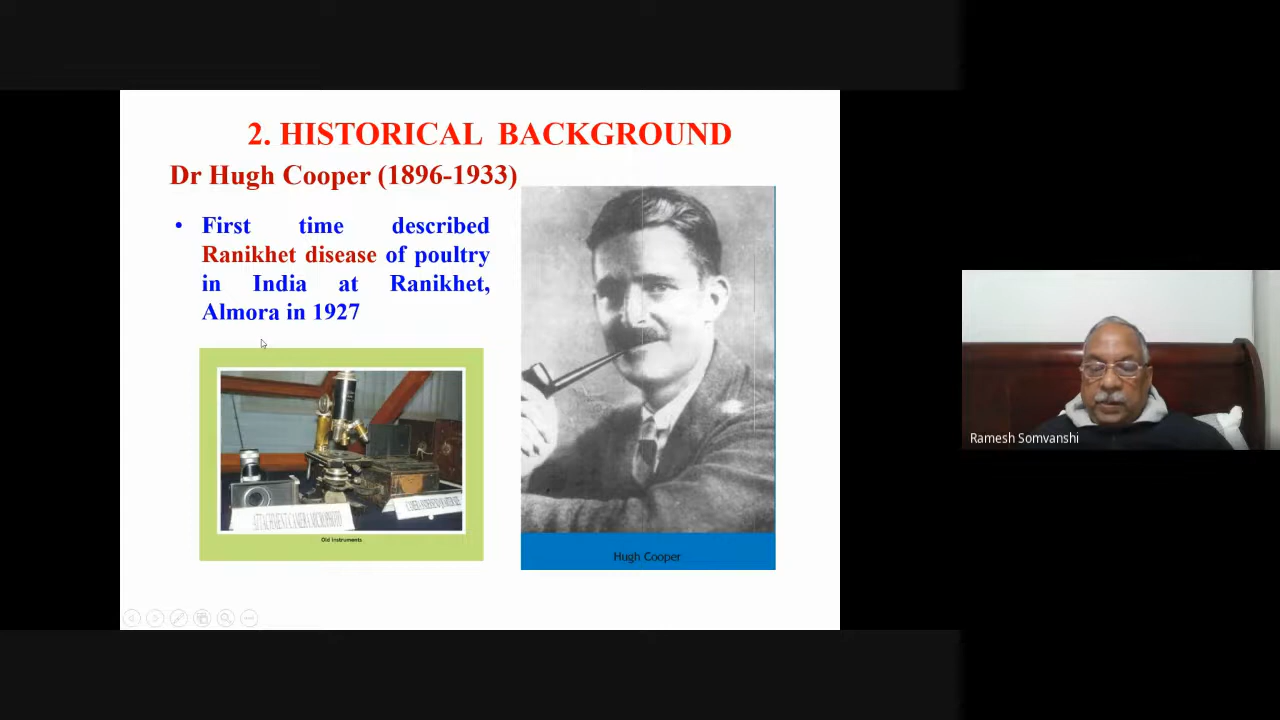 2. HISTORICAL BACKGROUND
Dr Hugh Cooper (1896-1933)
• First time described
Ranikhet disease of poultry
in India at Ranikhet,
Almora in 1927
Old Instruments
Hugh Cooper
Ramesh Somvanshi